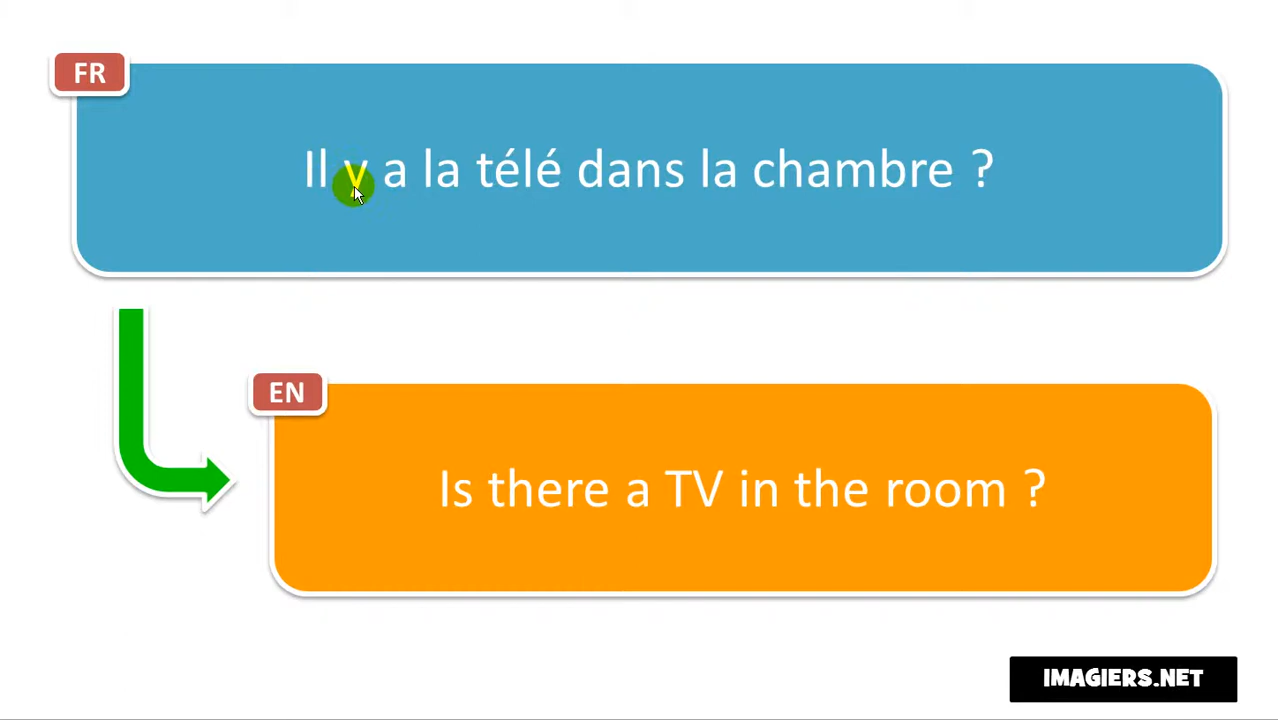 FR
Il y a la télé dans la chambre ?
EN
Is there a TV in the room ?
IMAGIERS.NET